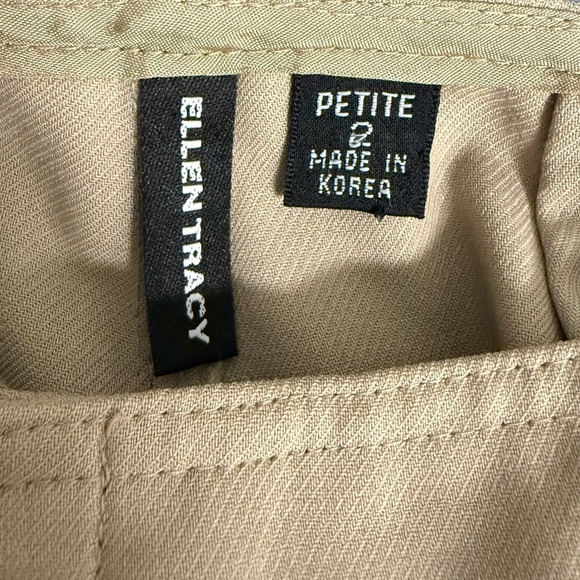 ELLEN TRACY
PETITE
2
MADE IN
KOREA